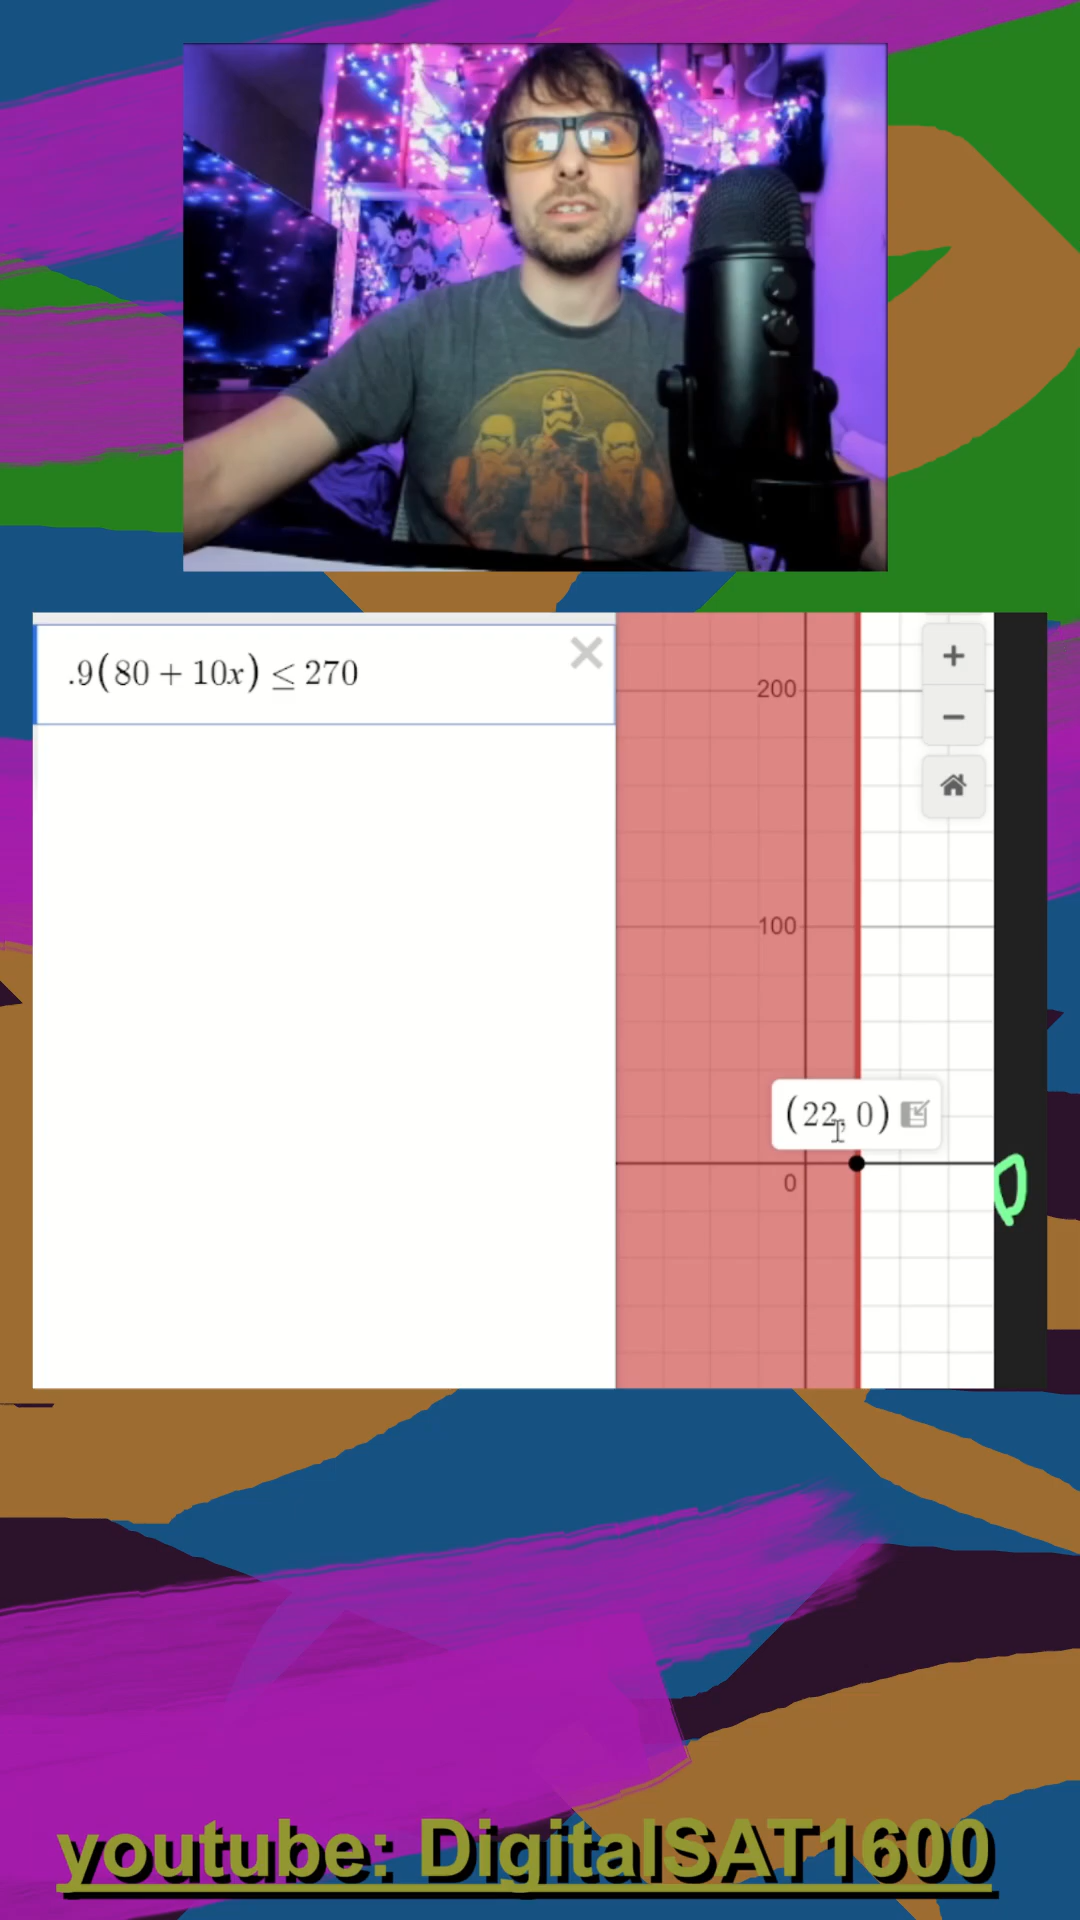 .9(80 + 10x) ≤ 270
200
100
(22, 0)
0
youtube: DigitalSAT1600